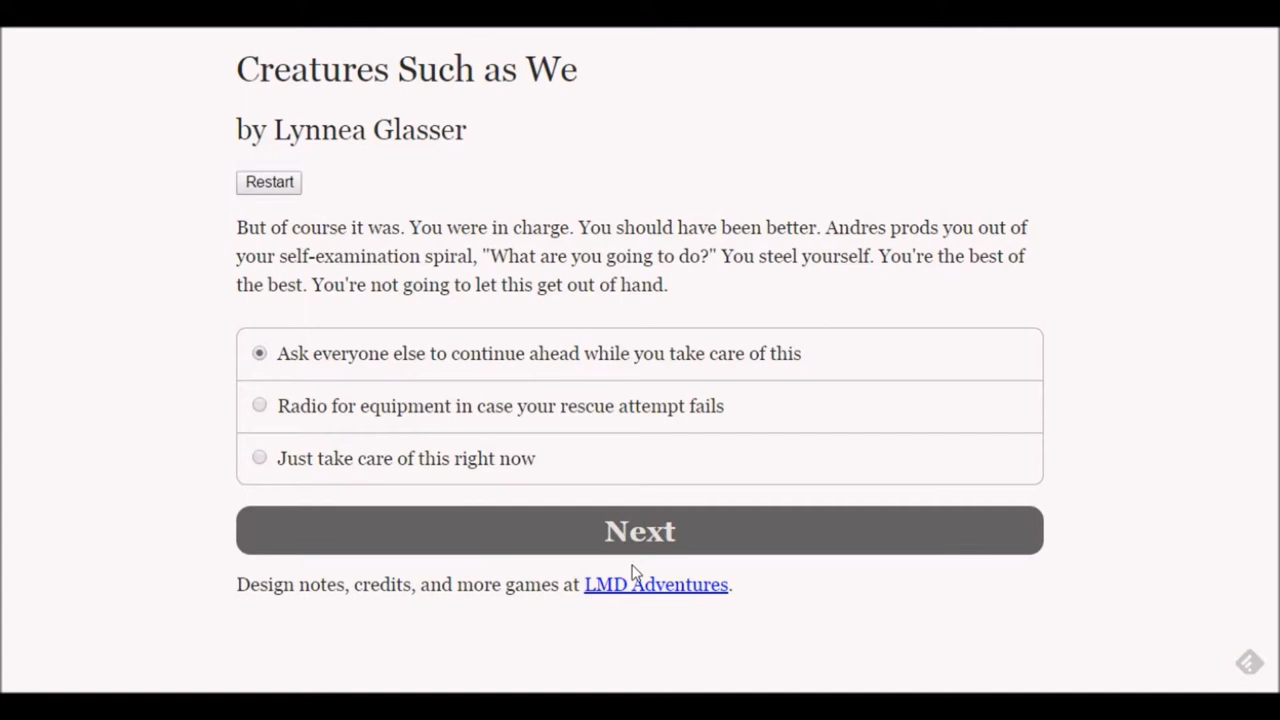 Creatures Such as We
by Lynnea Glasser
Restart
But of course it was. You were in charge. You should have been better. Andres prods you out of
your self-examination spiral, "What are you going to do?" You steel yourself. You're the best of
the best. You're not going to let this get out of hand.
Ask everyone else to continue ahead while you take care of this
Radio for equipment in case your rescue attempt fails
Just take care of this right now
Next
Design notes, credits, and more games at LMD Adventures.